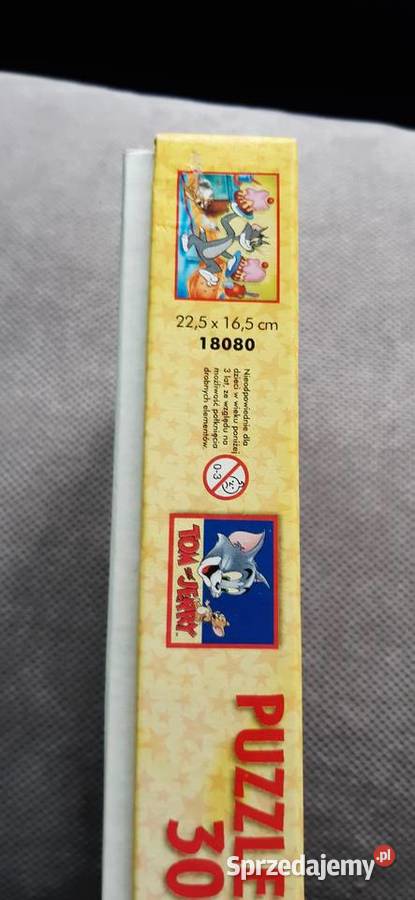 22,5 x 16,5 cm
18080
Nieodpowiednie dla
dzieci w wieku poniżej
3 lat, ze względu na
możliwość połknięcia
drobnych elementów.
0-3
TOM and JERRY
TM
PUZZLE
30
Sprzedajemy.pl